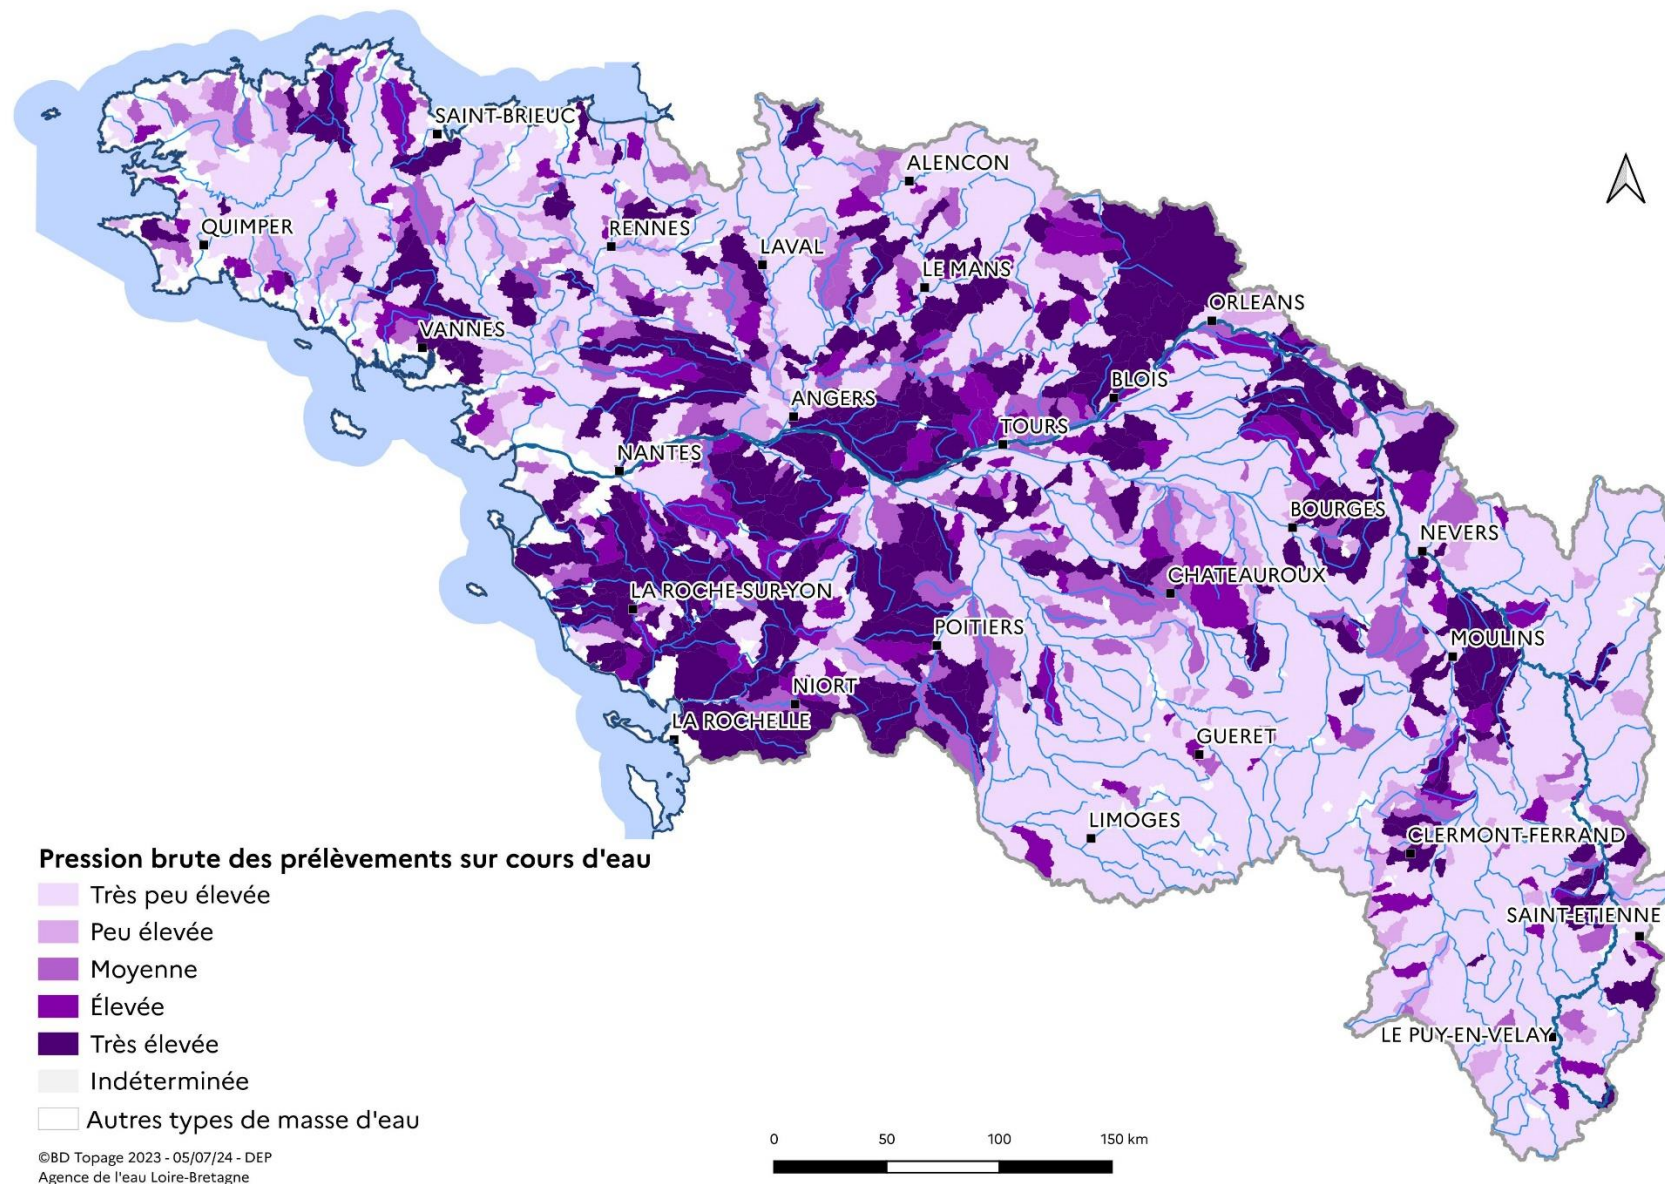 SAINT-BRIEUC
ALENCON
QUIMPER
RENNES
LAVAL
LE MANS
ORLEANS
VANNES
BLOIS
ANGERS
TOURS
NANTES
BOURGES
NEVERS
CHATEAUROUX
LA ROCHE-SUR-YON
POITIERS
MOULINS
NIORT
LA ROCHELLE
GUERET
LIMOGES
CLERMONT-FERRAND
SAINT-ETIENNE
LE PUY-EN-VELAY
Pression brute des prélèvements sur cours d'eau
Très peu élevée
Peu élevée
Moyenne
Élevée
Très élevée
Indéterminée
Autres types de masse d'eau
©BD Topage 2023 - 05/07/24 - DEP
Agence de l'eau Loire-Bretagne
0 50 100 150 km